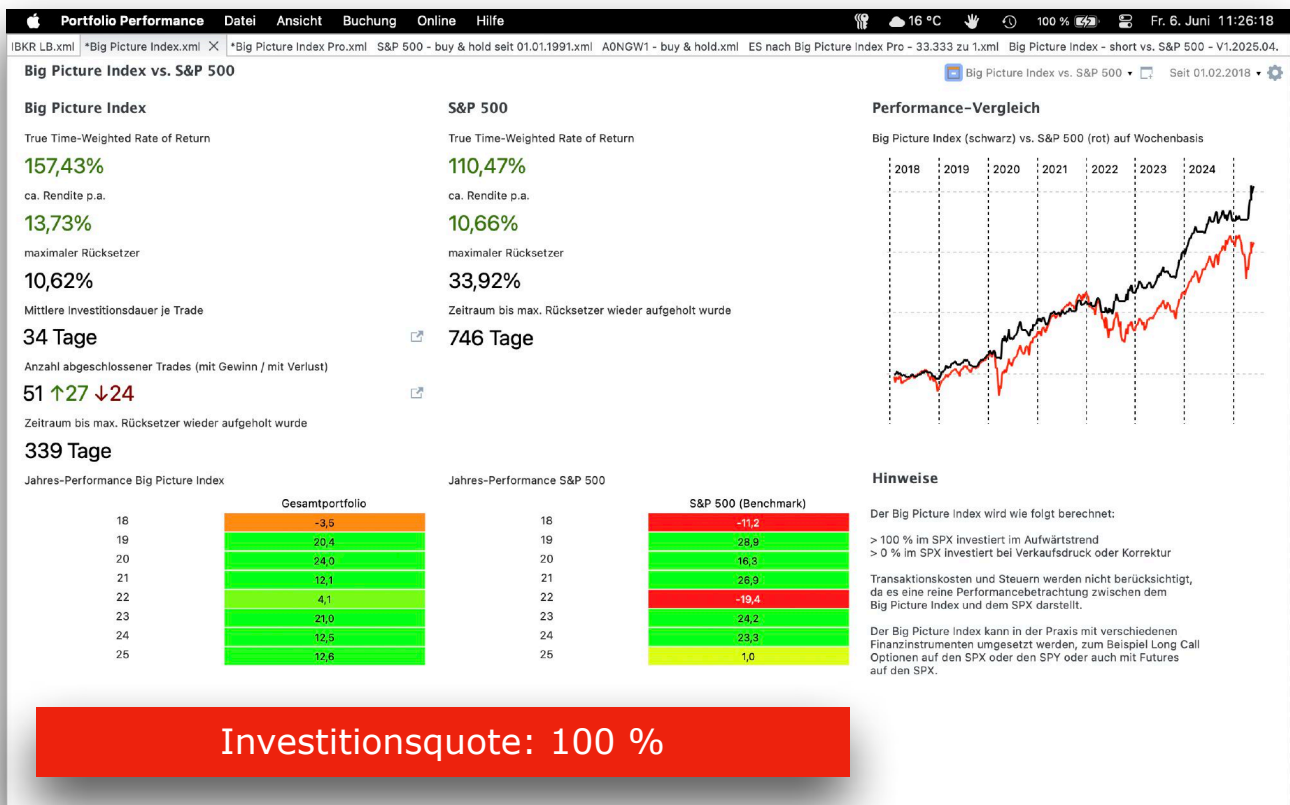 Portfolio Performance Datei Ansicht Buchung Online Hilfe 16 °C 100 % Fr. 6. Juni 11:26:18
IBKR LB.xml *Big Picture Index.xml *Big Picture Index Pro.xml S&P 500 - buy & hold seit 01.01.1991.xml A0NGW1 - buy & hold.xml ES nach Big Picture Index Pro - 33.333 zu 1.xml Big Picture Index - short vs. S&P 500 - V1.2025.04.
Big Picture Index vs. S&P 500
Big Picture Index vs. S&P 500 Seit 01.02.2018
Big Picture Index
True Time-Weighted Rate of Return
157,43%
ca. Rendite p.a.
13,73%
maximaler Rücksetzer
10,62%
Mittlere Investitionsdauer je Trade
34 Tage
Anzahl abgeschlossener Trades (mit Gewinn / mit Verlust)
51 ↑27 ↓24
Zeitraum bis max. Rücksetzer wieder aufgeholt wurde
339 Tage
Jahres-Performance Big Picture Index
Gesamtportfolio
18 -3,5
19 20,4
20 24,0
21 12,1
22 4,1
23 21,0
24 12,5
25 12,6
S&P 500
True Time-Weighted Rate of Return
110,47%
ca. Rendite p.a.
10,66%
maximaler Rücksetzer
33,92%
Zeitraum bis max. Rücksetzer wieder aufgeholt wurde
746 Tage
Jahres-Performance S&P 500
S&P 500 (Benchmark)
18 -11,2
19 28,9
20 16,3
21 26,9
22 -19,4
23 24,2
24 23,3
25 1,0
Performance-Vergleich
Big Picture Index (schwarz) vs. S&P 500 (rot) auf Wochenbasis
2018 2019 2020 2021 2022 2023 2024
Hinweise
Der Big Picture Index wird wie folgt berechnet:
> 100 % im SPX investiert im Aufwärtstrend
> 0 % im SPX investiert bei Verkaufsdruck oder Korrektur
Transaktionskosten und Steuern werden nicht berücksichtigt,
da es eine reine Performancebetrachtung zwischen dem
Big Picture Index und dem SPX darstellt.
Der Big Picture Index kann in der Praxis mit verschiedenen
Finanzinstrumenten umgesetzt werden, zum Beispiel Long Call
Optionen auf den SPX oder den SPY oder auch mit Futures
auf den SPX.
Investitionsquote: 100 %